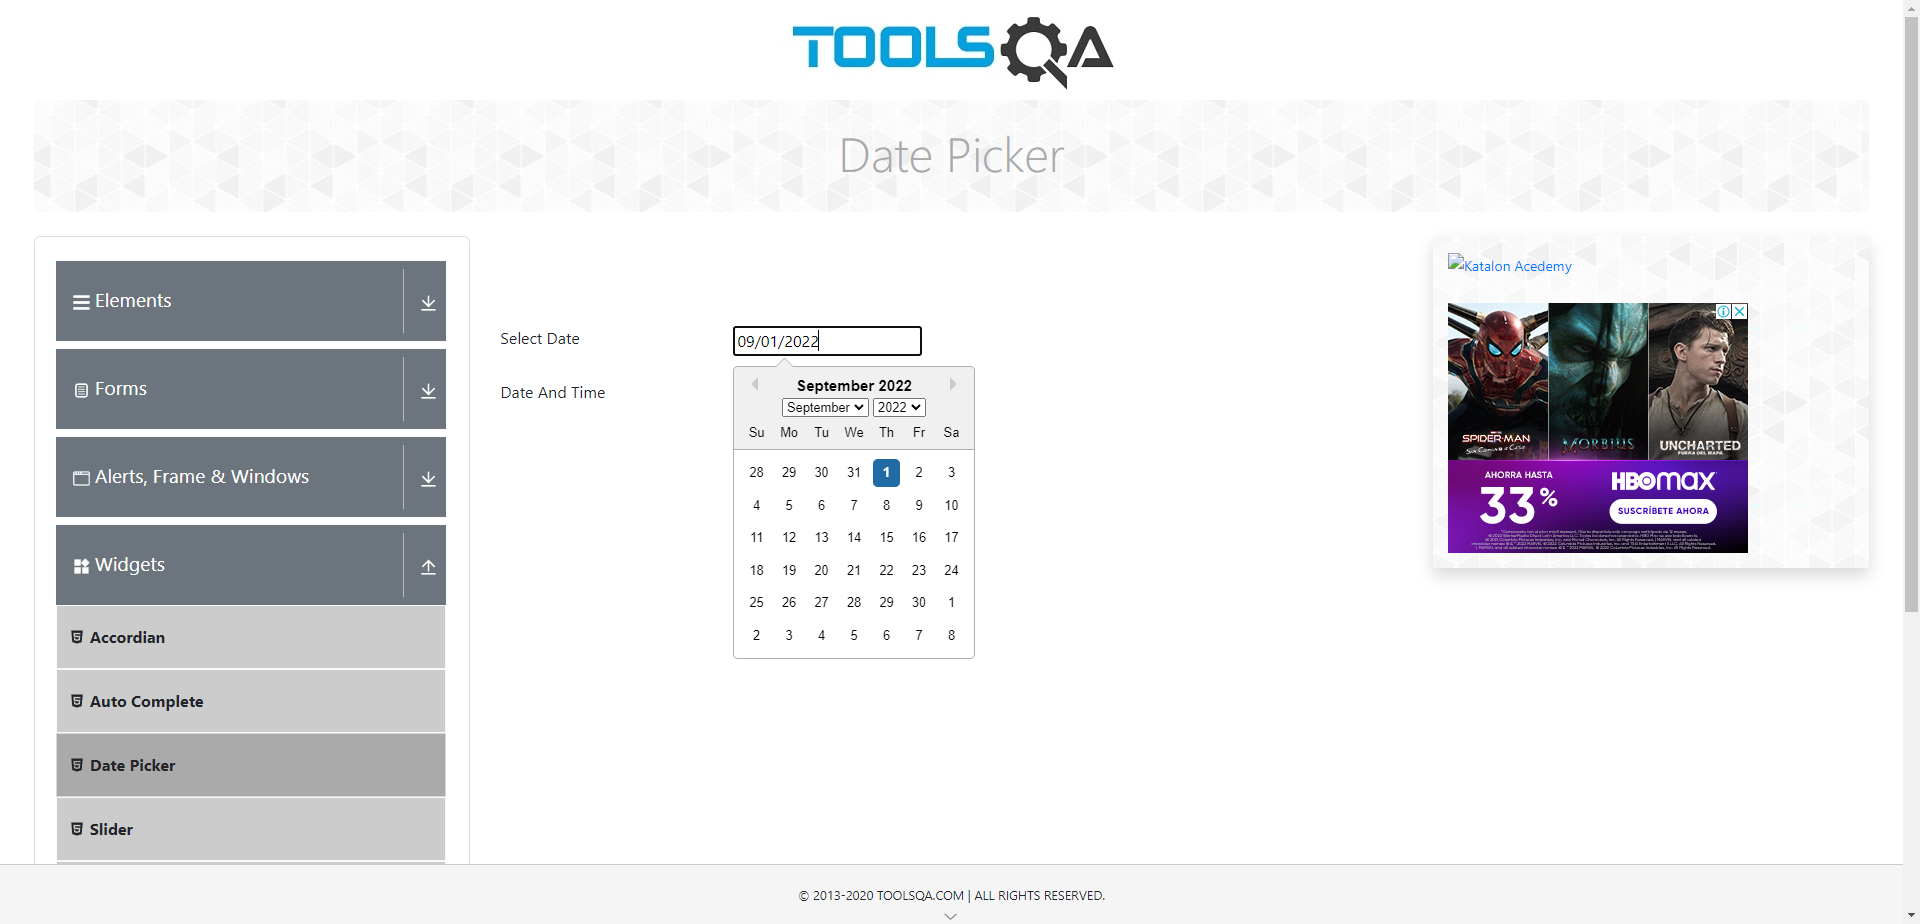 TOOLSQA
Date Picker
Elements
Forms
Alerts, Frame & Windows
Widgets
Accordian
Auto Complete
Date Picker
Slider
Select Date
09/01/2022
Date And Time
September 2022
September 2022
Su Mo Tu We Th Fr Sa
28 29 30 31 1 2 3
4 5 6 7 8 9 10
11 12 13 14 15 16 17
18 19 20 21 22 23 24
25 26 27 28 29 30 1
2 3 4 5 6 7 8
Katalon Acedemy
SPIDER-MAN
MORBIUS
UNCHARTED
FUERA DEL MAPA
AHORRA HASTA
33%
HBOmax
SUSCRÍBETE AHORA
© 2013-2020 TOOLSQA.COM | ALL RIGHTS RESERVED.